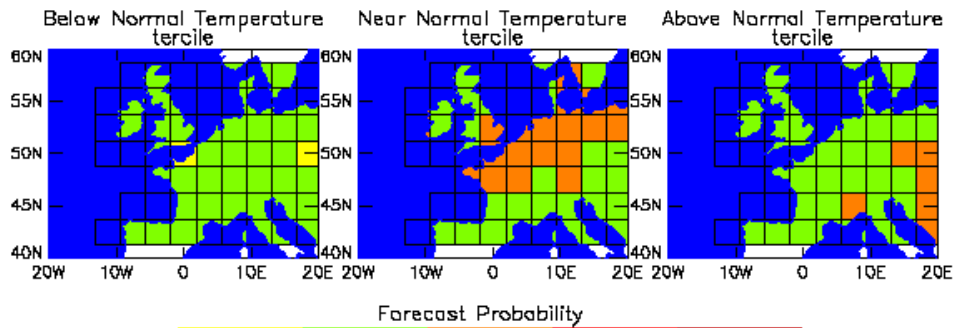 Below Normal Temperature
tercile
Near Normal Temperature
tercile
Above Normal Temperature
tercile
60N
55N
50N
45N
40N
20W 10W 0 10E 20E
60N
55N
50N
45N
40N
20W 10W 0 10E 20E
60N
55N
50N
45N
40N
20W 10W 0 10E 20E
Forecast Probability